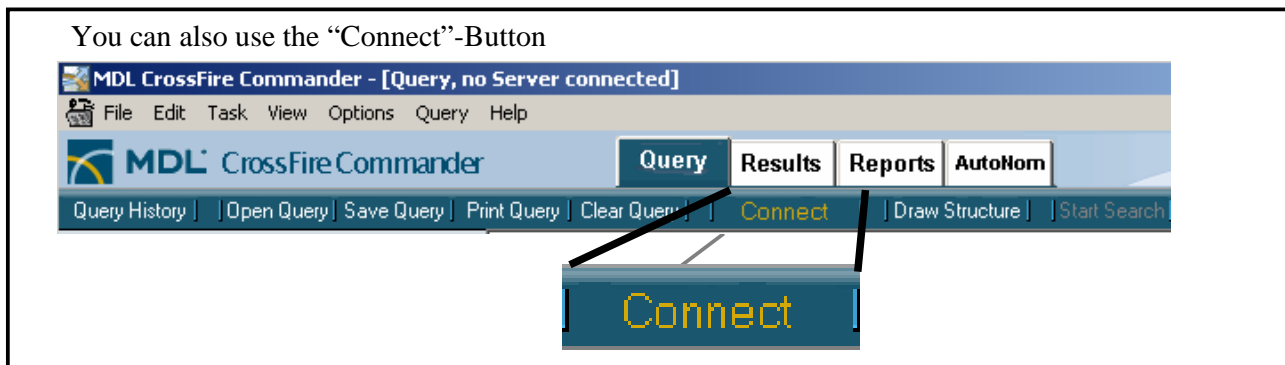 You can also use the “Connect”-Button
MDL CrossFire Commander - [Query, no Server connected]
File Edit Task View Options Query Help
MDL CrossFire Commander Query Results Reports AutoNom
Query History Open Query Save Query Print Query Clear Query Connect Draw Structure Start Search
Connect